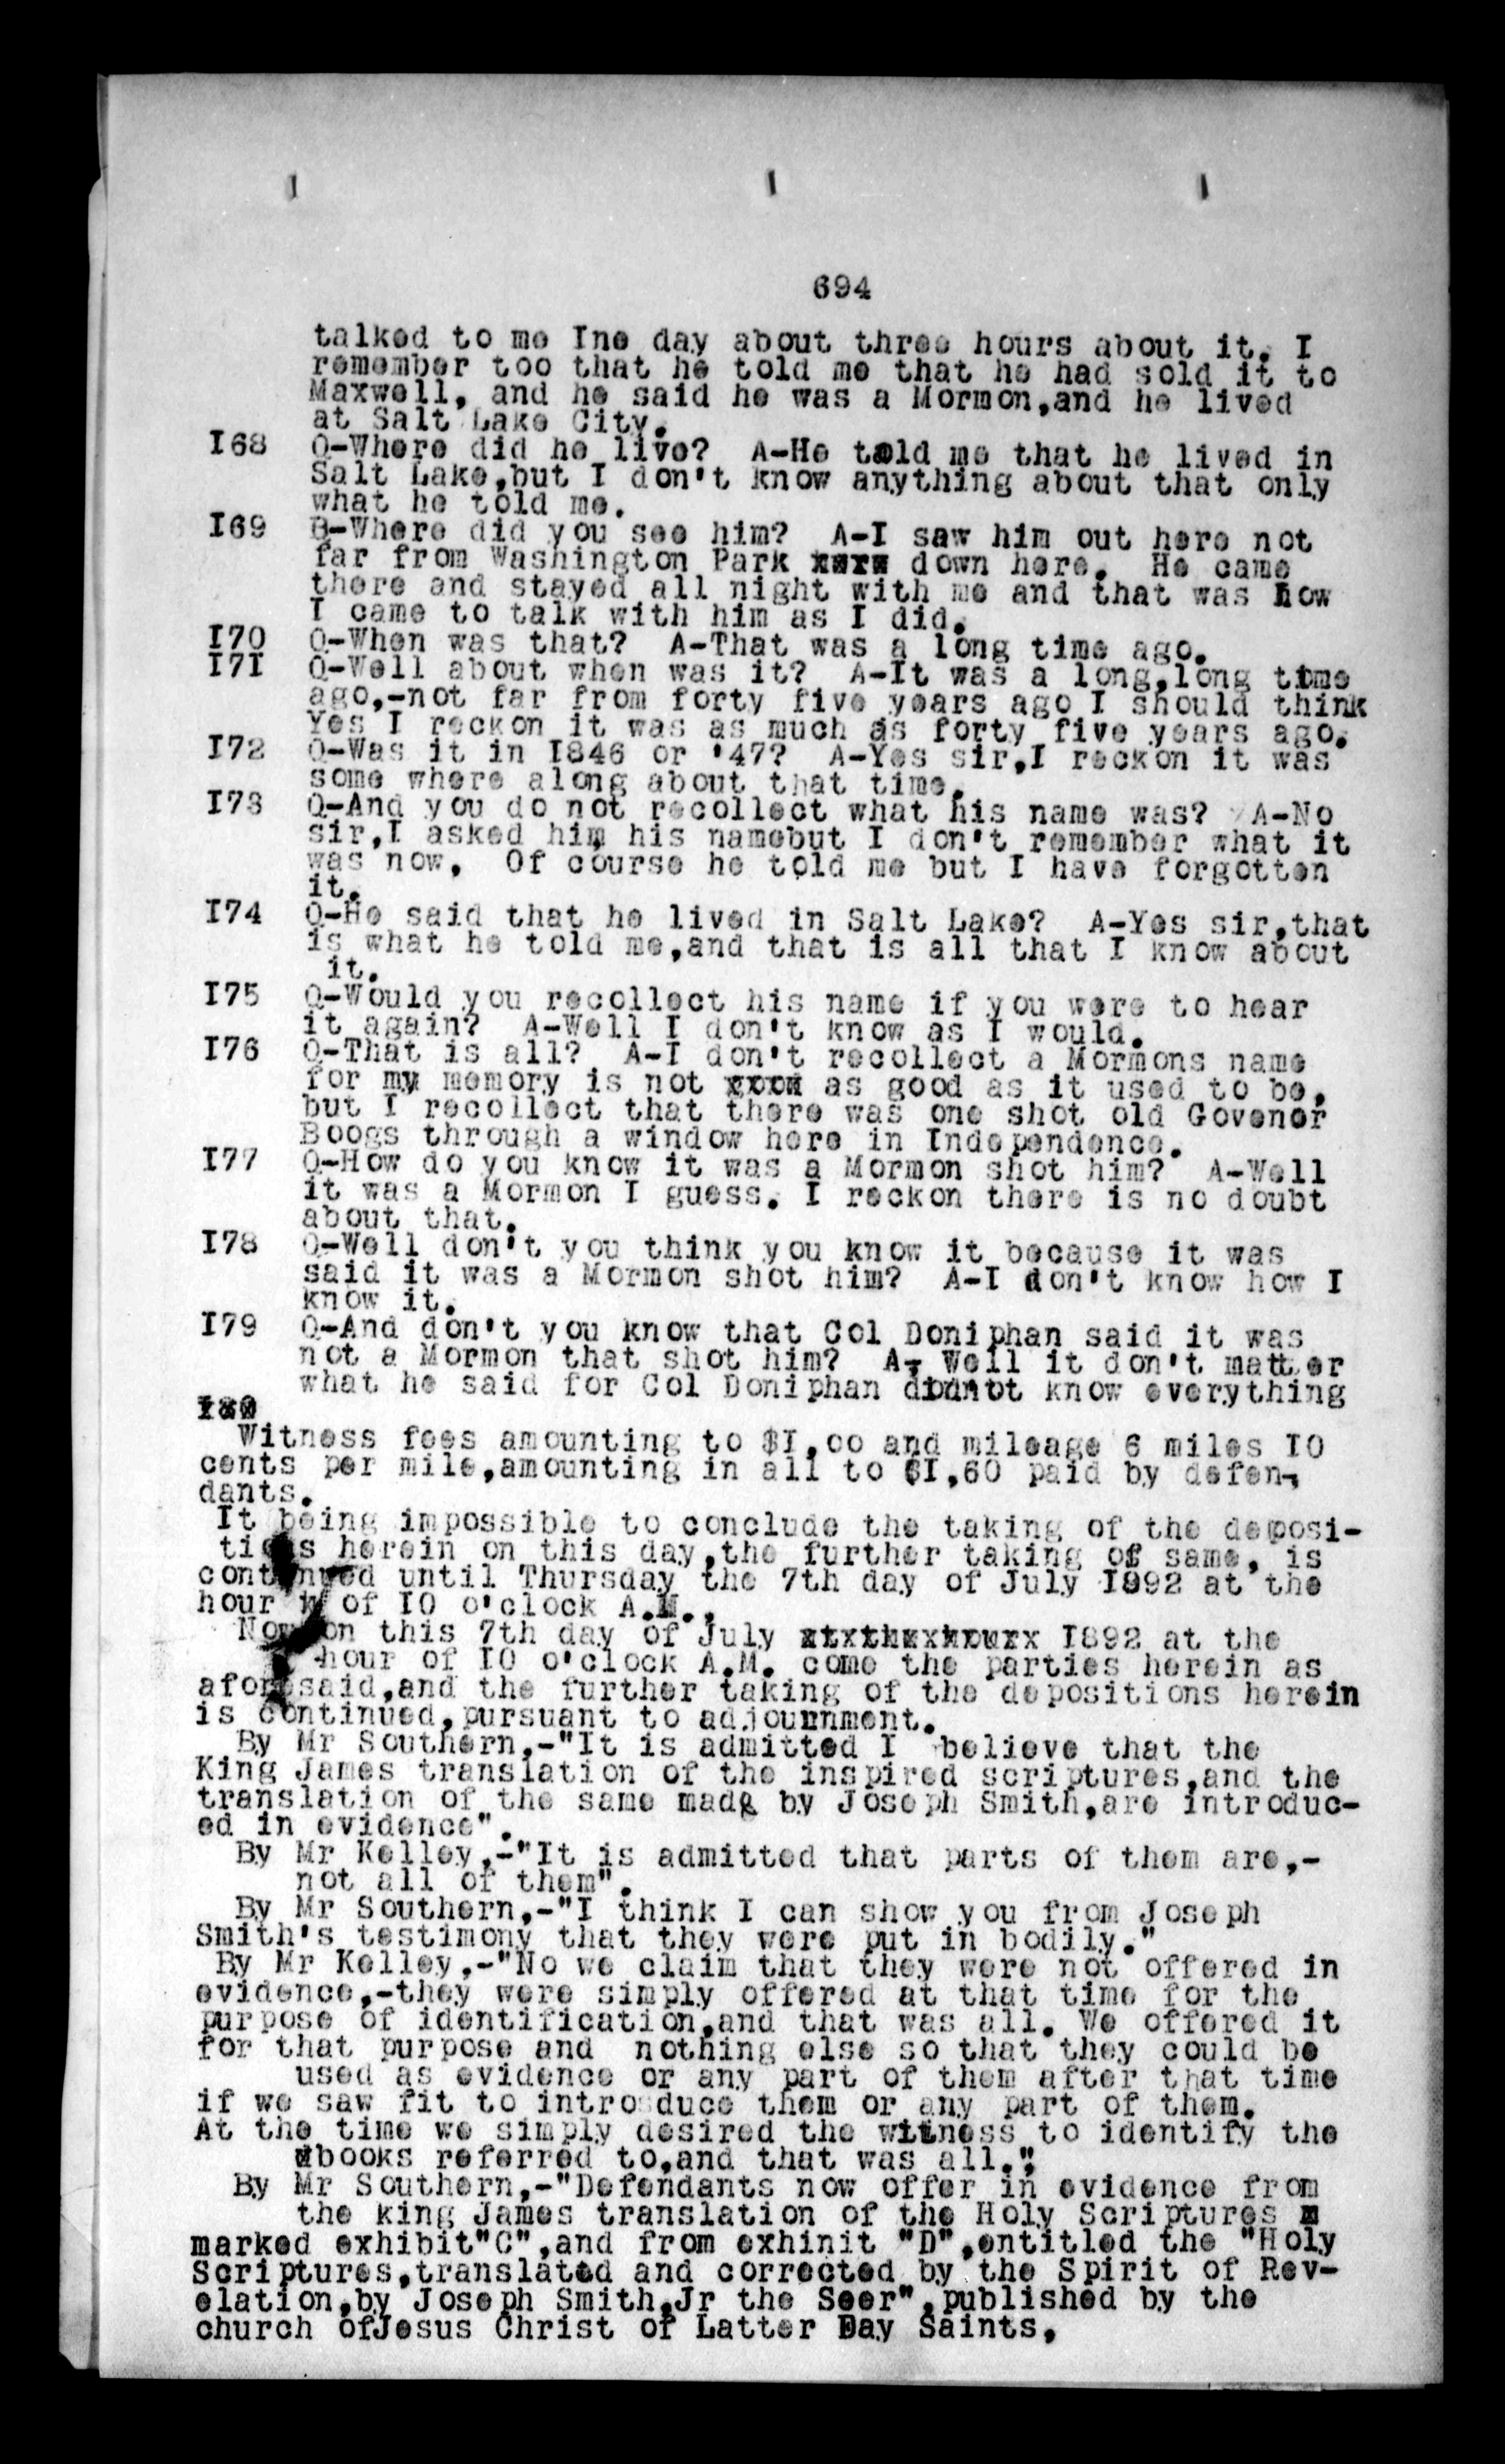 694
talked to me Ine day about three hours about it. I
remember too that he told me that he had sold it to
Maxwell, and he said he was a Mormon,and he lived
at Salt Lake City.
I68 Q-Where did he live? A-He told me that he lived in
Salt Lake,but I don't know anything about that only
what he told me.
I69 Q-Where did you see him? A-I saw him out here not
far from Washington Park xxrx down here. He came
there and stayed all night with me and that was how
I came to talk with him as I did.
I70 Q-When was that? A-That was a long time ago.
I7I Q-Well about when was it? A-It was a long,long time
ago,-not far from forty five years ago I should think
Yes I reckon it was as much as forty five years ago.
I72 Q-Was it in I846 or '47? A-Yes sir,I reckon it was
some where along about that time.
I73 Q-And you do not recollect what his name was? A-No
sir,I asked him his namebut I don't remember what it
was now. Of course he told me but I have forgotten
it.
I74 Q-He said that he lived in Salt Lake? A-Yes sir,that
is what he told me,and that is all that I know about
it.
I75 Q-Would you recollect his name if you were to hear
it again? A-Well I don't know as I would.
I76 Q-That is all? A-I don't recollect a Mormons name
for my memory is not xxxx as good as it used to be,
but I recollect that there was one shot old Govenor
Boogs through a window here in Independence.
I77 Q-How do you know it was a Mormon shot him? A-Well
it was a Mormon I guess. I reckon there is no doubt
about that.
I78 Q-Well don't you think you know it because it was
said it was a Mormon shot him? A-I don't know how I
know it.
I79 Q-And don't you know that Col Doniphan said it was
not a Mormon that shot him? A- Well it don't matter
what he said for Col Doniphan didnot know everything
I80
Witness fees amounting to $I.00 and mileage 6 miles I0
cents per mile,amounting in all to $I,60 paid by defen-
dants.
It being impossible to conclude the taking of the deposi-
tions herein on this day,the further taking of same, is
continued until Thursday the 7th day of July I892 at the
hour of I0 o'clock A.M.,
Now on this 7th day of July xtxthexhourx I892 at the
hour of I0 o'clock A.M. come the parties herein as
aforesaid,and the further taking of the depositions herein
is continued,pursuant to adjournment.
By Mr Southern,-"It is admitted I believe that the
King James translation of the inspired scriptures,and the
translation of the same made by Joseph Smith,are introduc-
ed in evidence".
By Mr Kelley,-"It is admitted that parts of them are,-
not all of them".
By Mr Southern,-"I think I can show you from Joseph
Smith's testimony that they were put in bodily."
By Mr Kelley,-"No we claim that they were not offered in
evidence,-they were simply offered at that time for the
purpose of identification,and that was all. We offered it
for that purpose and nothing else so that they could be
used as evidence or any part of them after that time
if we saw fit to introsduce them or any part of them.
At the time we simply desired the witness to identify the
books referred to,and that was all."
By Mr Southern,-"Defendants now offer in evidence from
the king James translation of the Holy Scriptures
marked exhibit"C",and from exhinit "D",entitled the "Holy
Scriptures,translated and corrected by the Spirit of Rev-
elation,by Joseph Smith,Jr the Seer",published by the
church ofJesus Christ of Latter Day Saints,